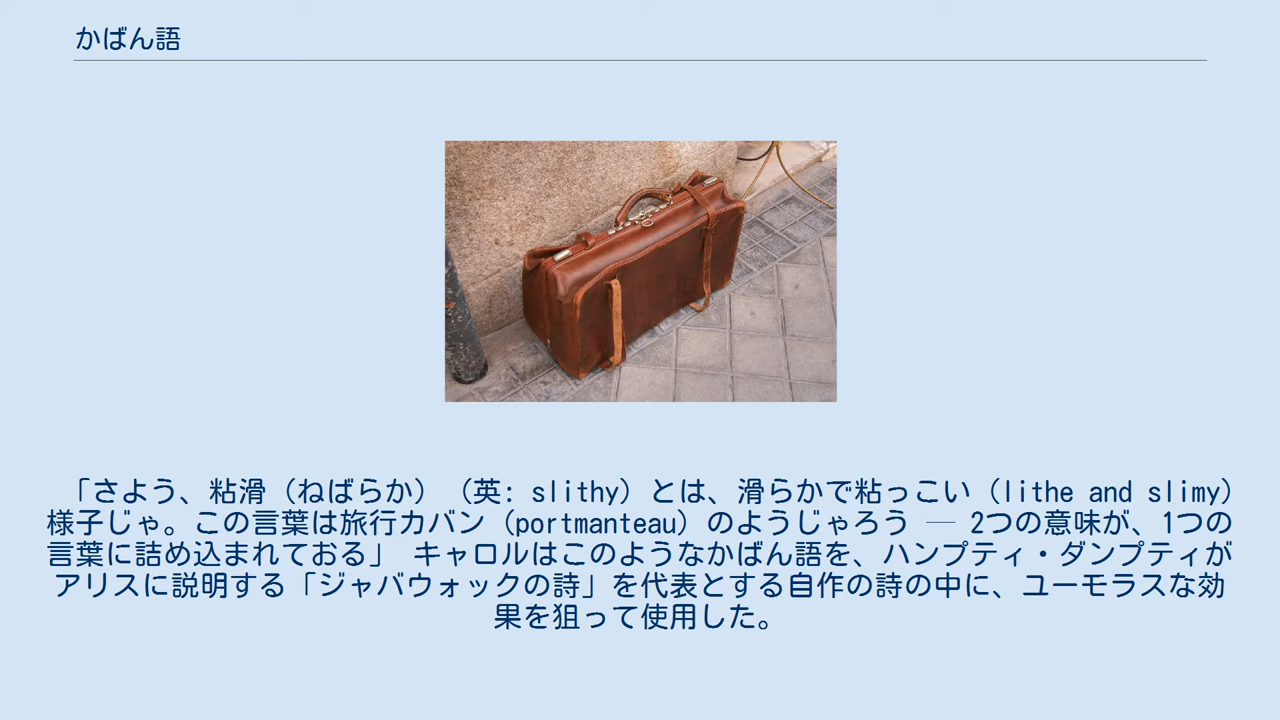 かばん語
「さよう、粘滑（ねばらか）（英: slithy）とは、滑らかで粘っこい（lithe and slimy）
様子じゃ。この言葉は旅行カバン（portmanteau）のようじゃろう ― 2つの意味が、1つの
言葉に詰め込まれておる」 キャロルはこのようなかばん語を、ハンプティ・ダンプティが
アリスに説明する「ジャバウォックの詩」を代表とする自作の詩の中に、ユーモラスな効
果を狙って使用した。